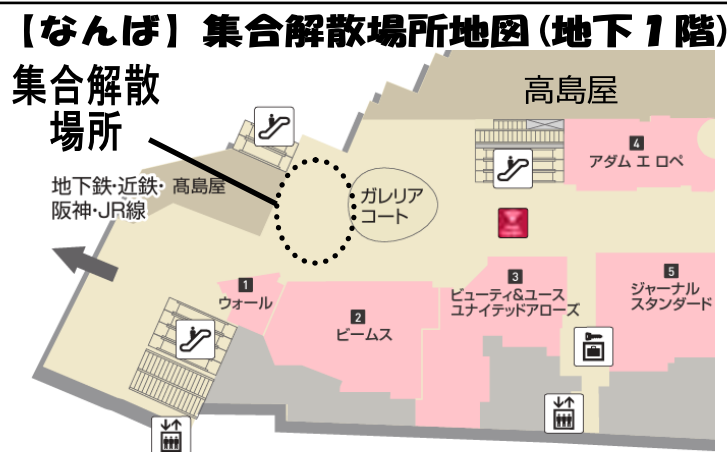 【なんば】集合解散場所地図(地下1階)
集合解散
場所
高島屋
4
アダム エ ロペ
地下鉄・近鉄・髙島屋
阪神・JR線
ガレリア
コート
1
ウォール
2
ビームス
3
ビューティ&ユース
ユナイテッドアローズ
5
ジャーナル
スタンダード